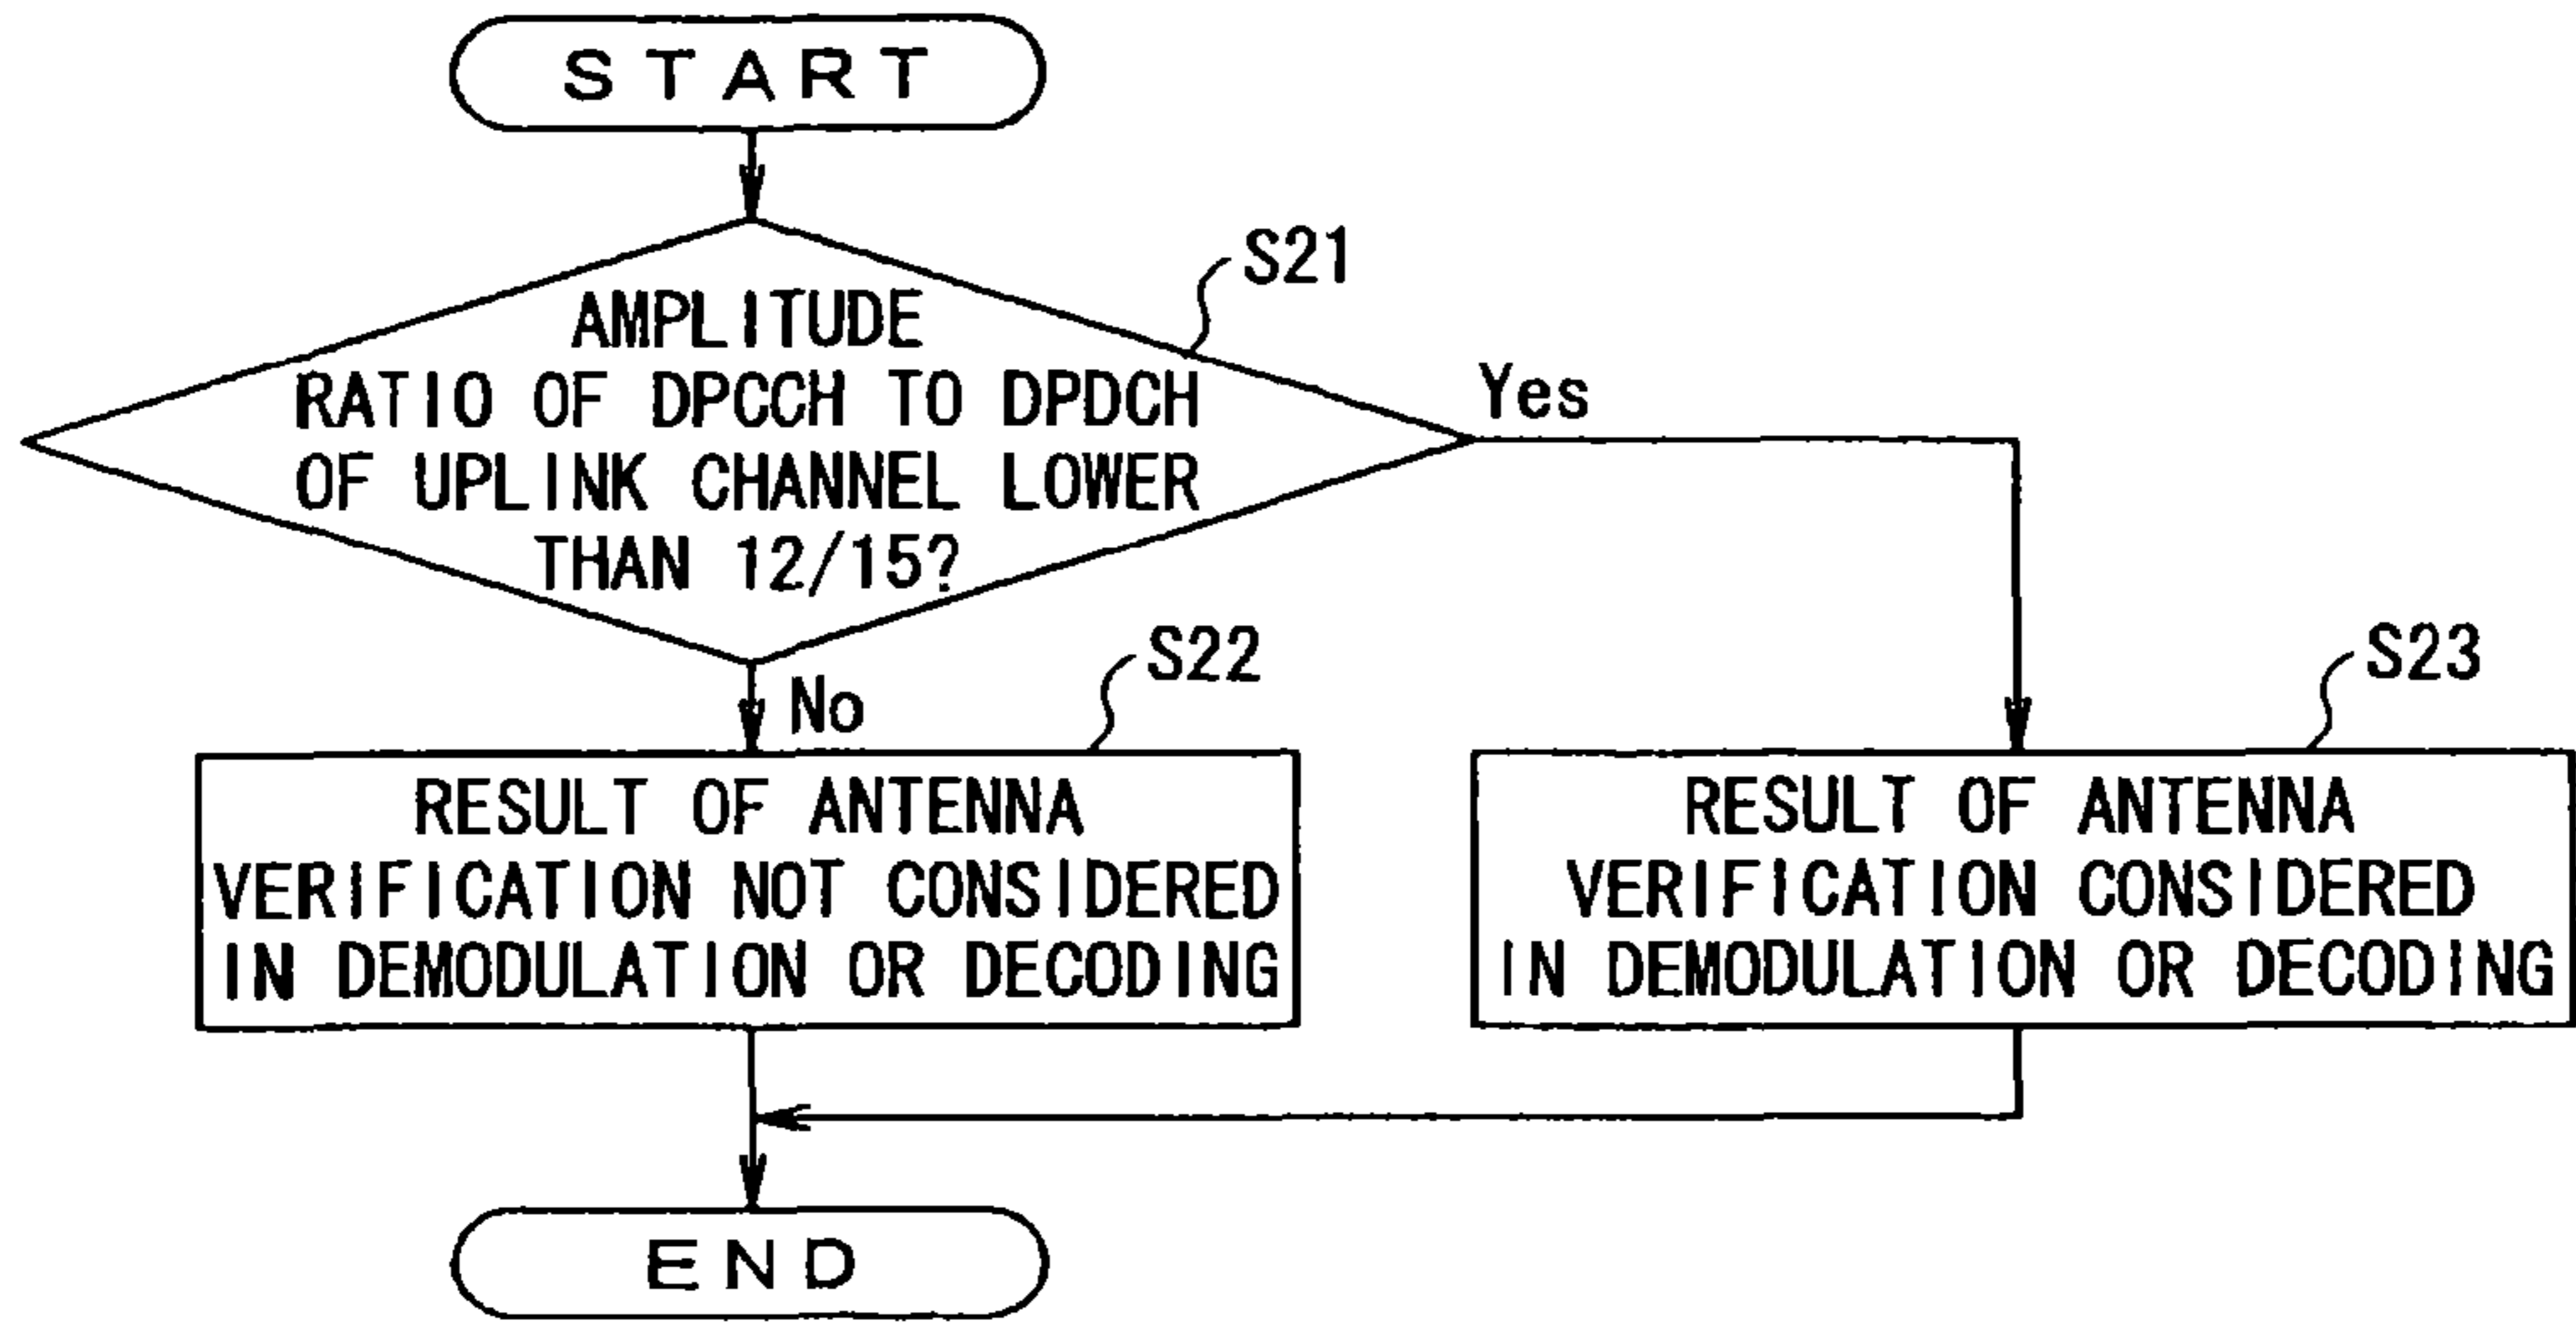 START
S21
AMPLITUDE
RATIO OF DPCCH TO DPDCH
OF UPLINK CHANNEL LOWER
THAN 12/15?
Yes
No
S22
RESULT OF ANTENNA
VERIFICATION NOT CONSIDERED
IN DEMODULATION OR DECODING
S23
RESULT OF ANTENNA
VERIFICATION CONSIDERED
IN DEMODULATION OR DECODING
END